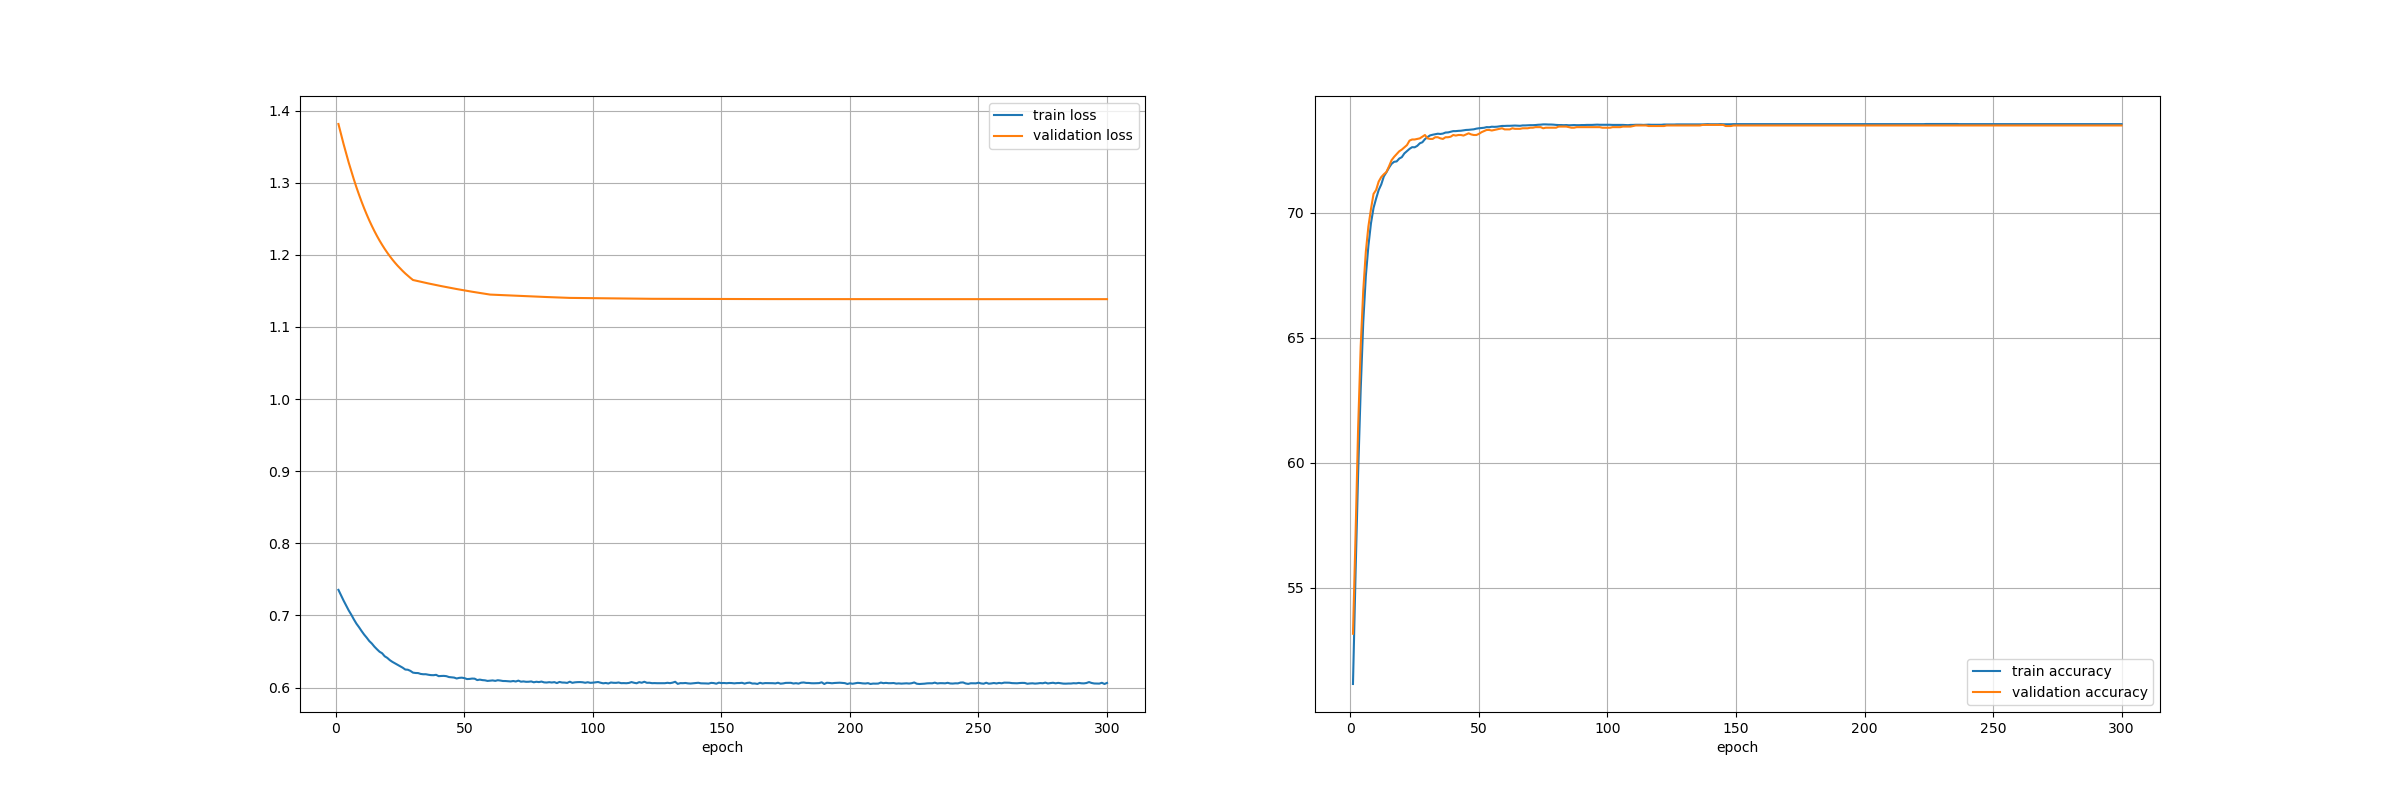 1.4
1.3
1.2
1.1
1.0
0.9
0.8
0.7
0.6
0 50 100 150 200 250 300
epoch
train loss
validation loss
70
65
60
55
0 50 100 150 200 250 300
epoch
train accuracy
validation accuracy